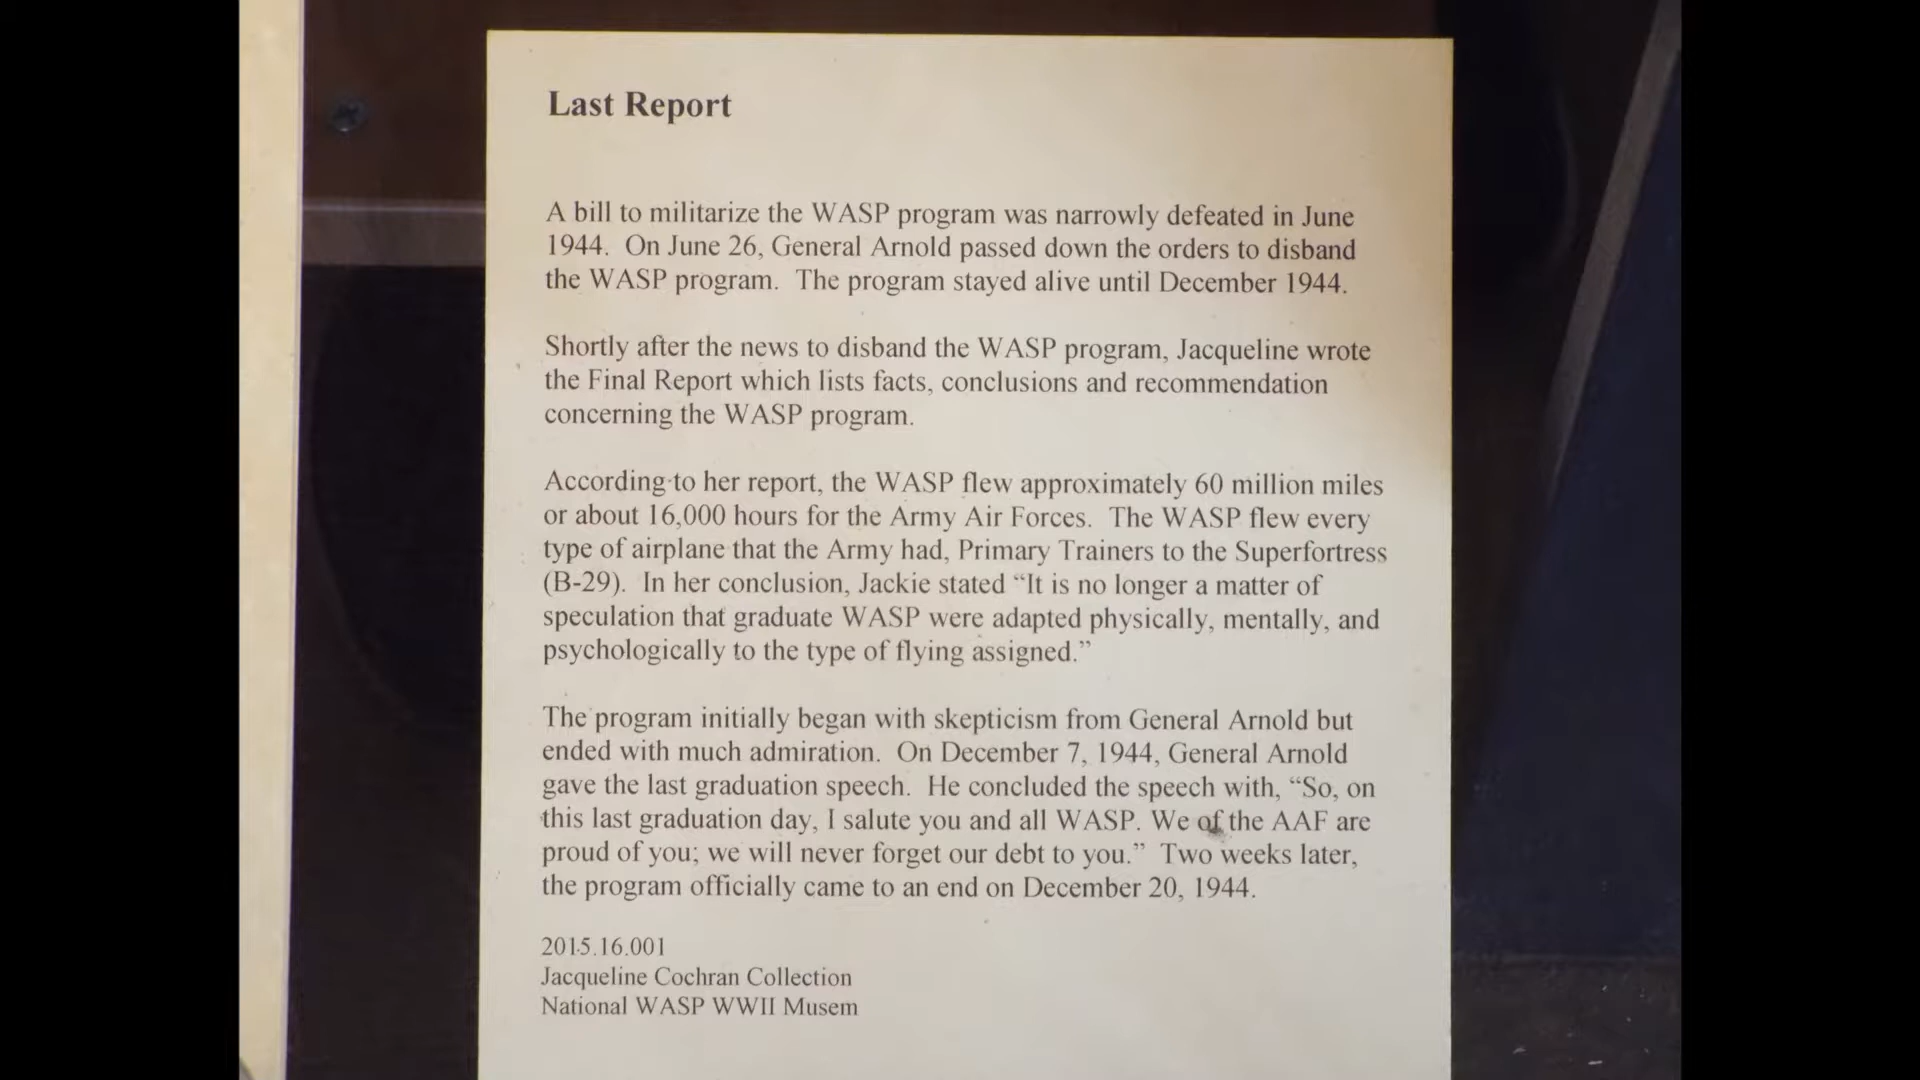 Last Report
A bill to militarize the WASP program was narrowly defeated in June
1944. On June 26, General Arnold passed down the orders to disband
the WASP program. The program stayed alive until December 1944.
Shortly after the news to disband the WASP program, Jacqueline wrote
the Final Report which lists facts, conclusions and recommendation
concerning the WASP program.
According to her report, the WASP flew approximately 60 million miles
or about 16,000 hours for the Army Air Forces. The WASP flew every
type of airplane that the Army had, Primary Trainers to the Superfortress
(B-29). In her conclusion, Jackie stated “It is no longer a matter of
speculation that graduate WASP were adapted physically, mentally, and
psychologically to the type of flying assigned.”
The program initially began with skepticism from General Arnold but
ended with much admiration. On December 7, 1944, General Arnold
gave the last graduation speech. He concluded the speech with, “So, on
this last graduation day, I salute you and all WASP. We of the AAF are
proud of you; we will never forget our debt to you.” Two weeks later,
the program officially came to an end on December 20, 1944.
2015.16.001
Jacqueline Cochran Collection
National WASP WWII Musem